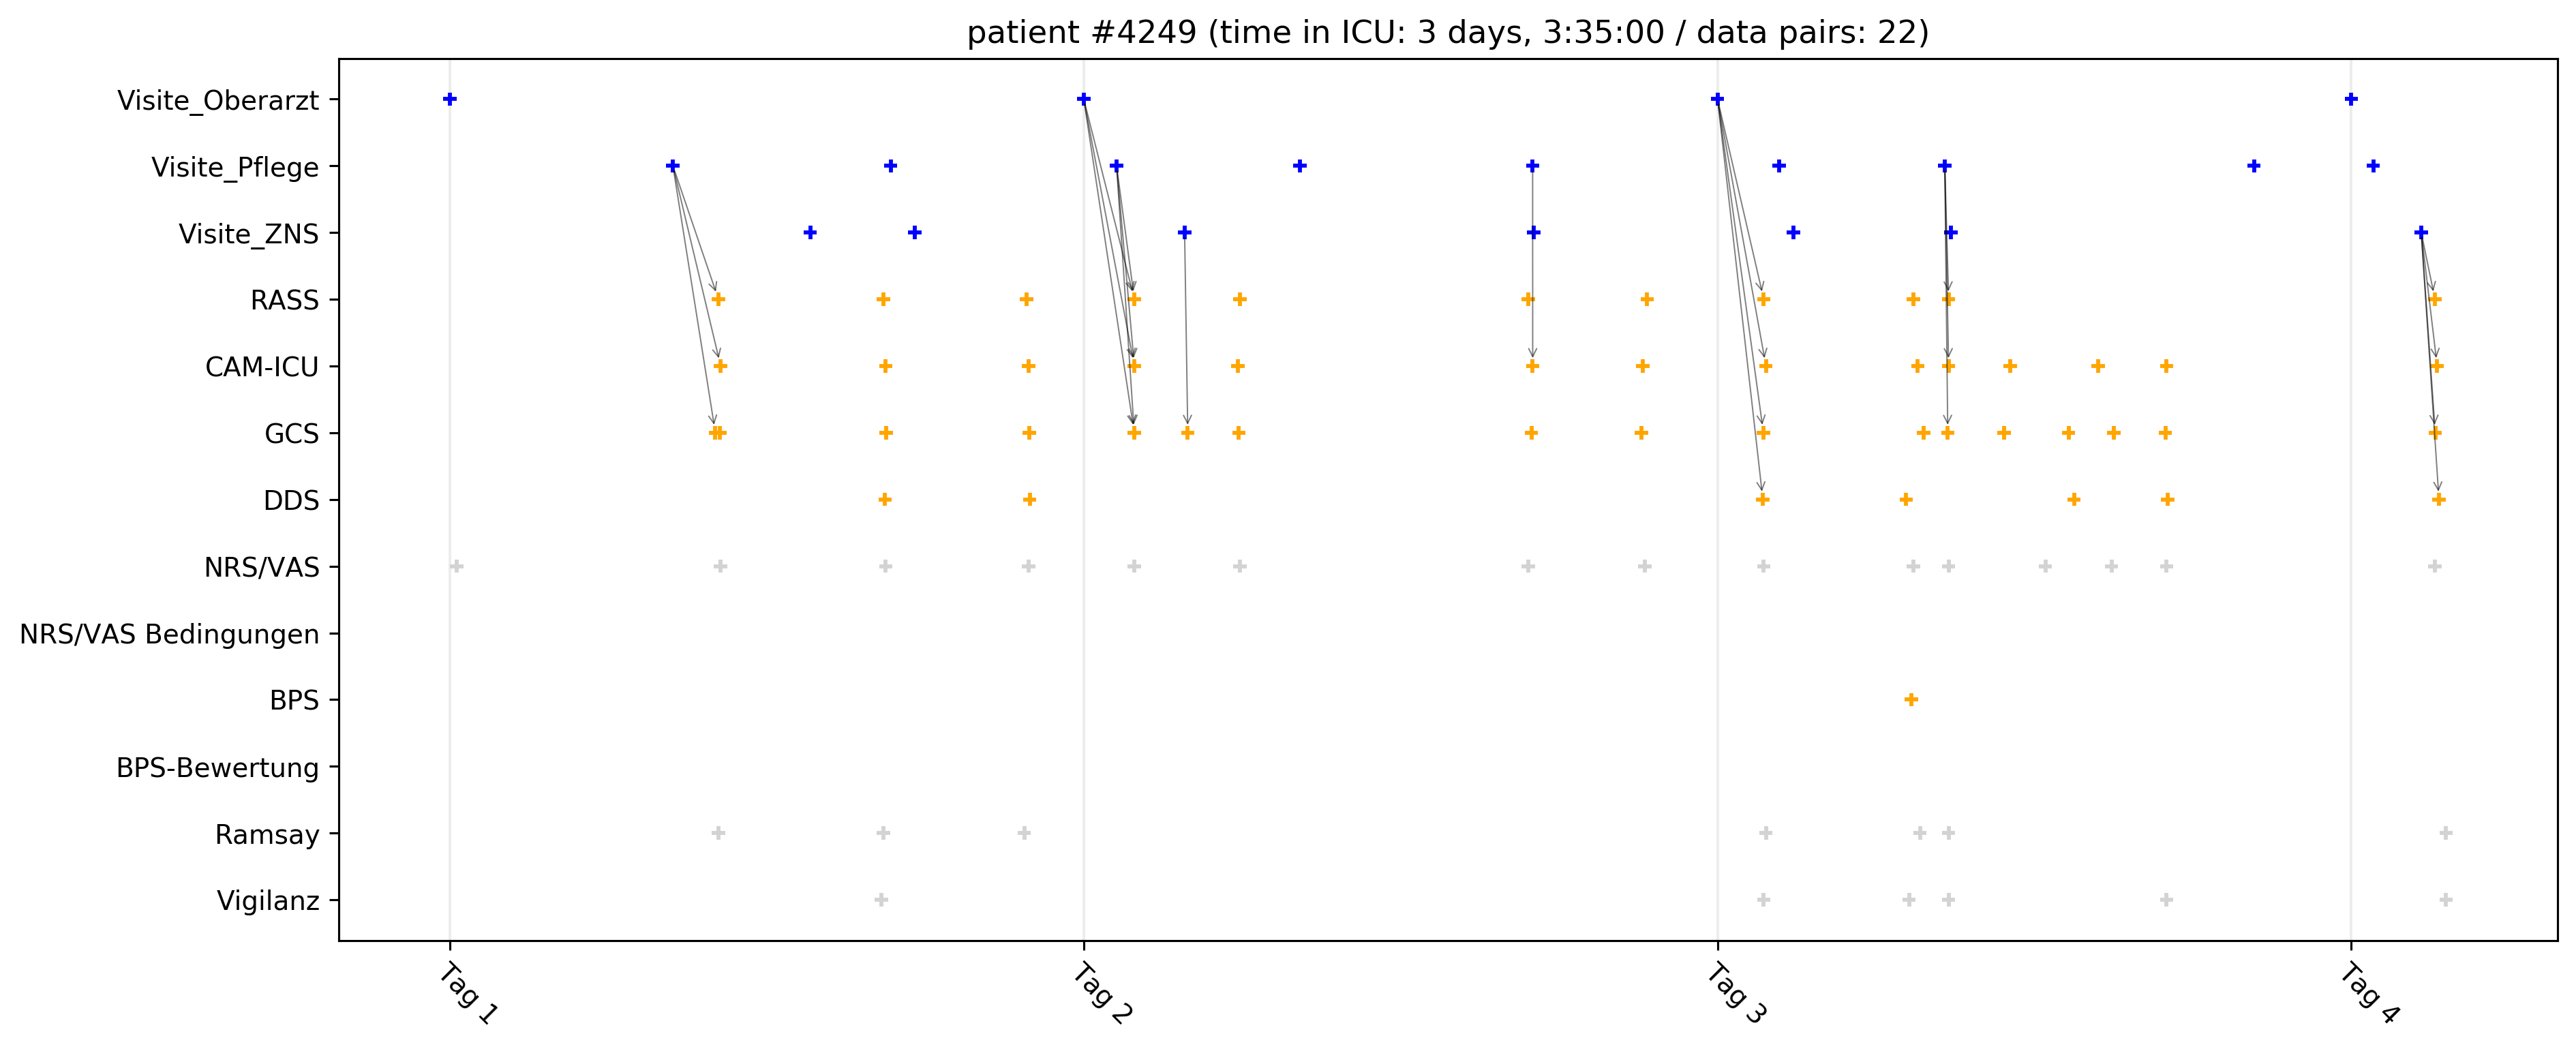 patient #4249 (time in ICU: 3 days, 3:35:00 / data pairs: 22)
Visite_Oberarzt
Visite_Pflege
Visite_ZNS
RASS
CAM-ICU
GCS
DDS
NRS/VAS
NRS/VAS Bedingungen
BPS
BPS-Bewertung
Ramsay
Vigilanz
Tag 1
Tag 2
Tag 3
Tag 4